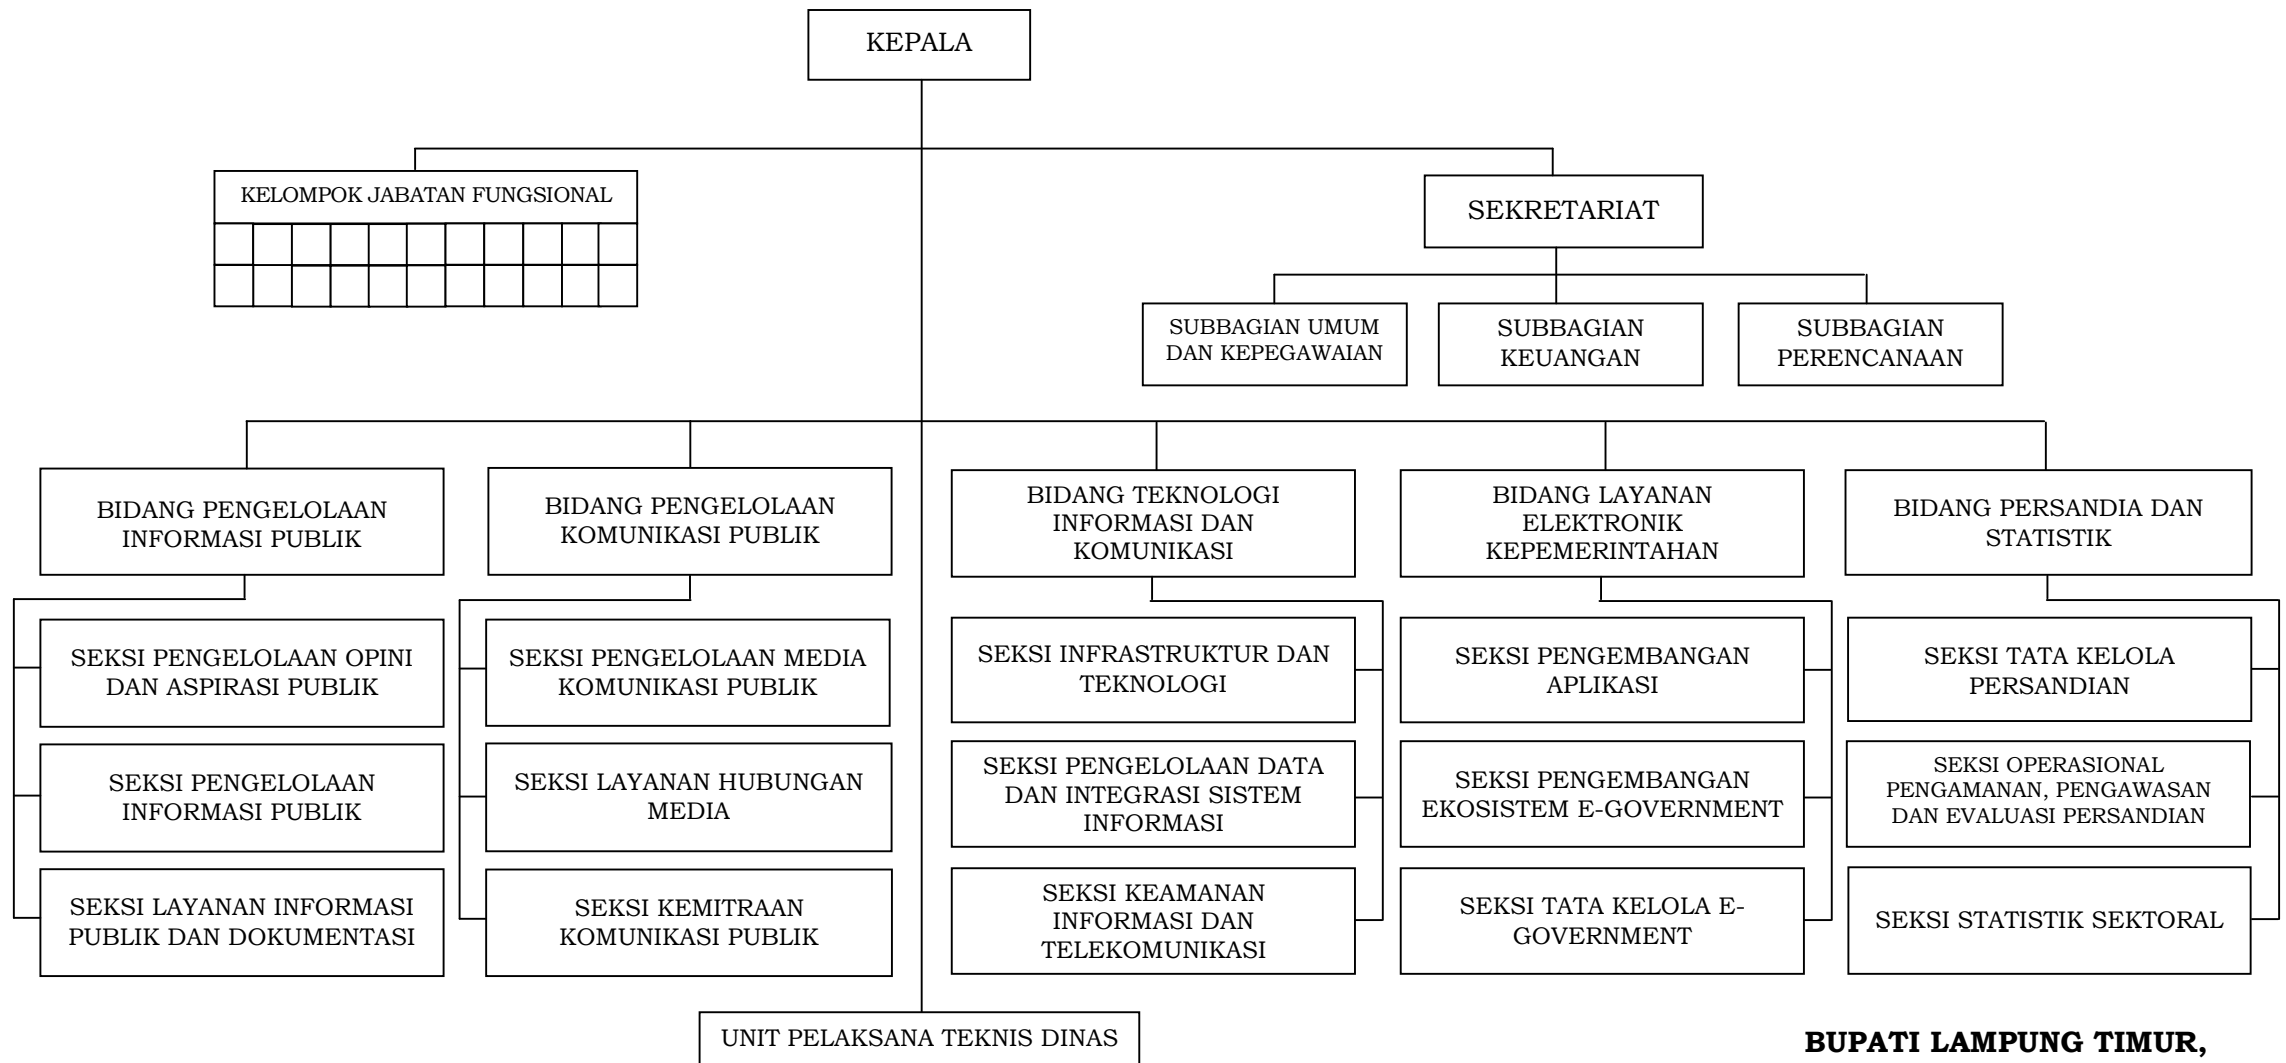 KEPALA
KELOMPOK JABATAN FUNGSIONAL
SEKRETARIAT
SUBBAGIAN UMUM
DAN KEPEGAWAIAN
SUBBAGIAN
KEUANGAN
SUBBAGIAN
PERENCANAAN
BIDANG PENGELOLAAN
INFORMASI PUBLIK
BIDANG PENGELOLAAN
KOMUNIKASI PUBLIK
BIDANG TEKNOLOGI
INFORMASI DAN
KOMUNIKASI
BIDANG LAYANAN
ELEKTRONIK
KEPEMERINTAHAN
BIDANG PERSANDIA DAN
STATISTIK
SEKSI PENGELOLAAN OPINI
DAN ASPIRASI PUBLIK
SEKSI PENGELOLAAN MEDIA
KOMUNIKASI PUBLIK
SEKSI INFRASTRUKTUR DAN
TEKNOLOGI
SEKSI PENGEMBANGAN
APLIKASI
SEKSI TATA KELOLA
PERSANDIAN
SEKSI PENGELOLAAN
INFORMASI PUBLIK
SEKSI LAYANAN HUBUNGAN
MEDIA
SEKSI PENGELOLAAN DATA
DAN INTEGRASI SISTEM
INFORMASI
SEKSI PENGEMBANGAN
EKOSISTEM E-GOVERNMENT
SEKSI OPERASIONAL
PENGAMANAN, PENGAWASAN
DAN EVALUASI PERSANDIAN
SEKSI LAYANAN INFORMASI
PUBLIK DAN DOKUMENTASI
SEKSI KEMITRAAN
KOMUNIKASI PUBLIK
SEKSI KEAMANAN
INFORMASI DAN
TELEKOMUNIKASI
SEKSI TATA KELOLA E-
GOVERNMENT
SEKSI STATISTIK SEKTORAL
UNIT PELAKSANA TEKNIS DINAS
BUPATI LAMPUNG TIMUR,